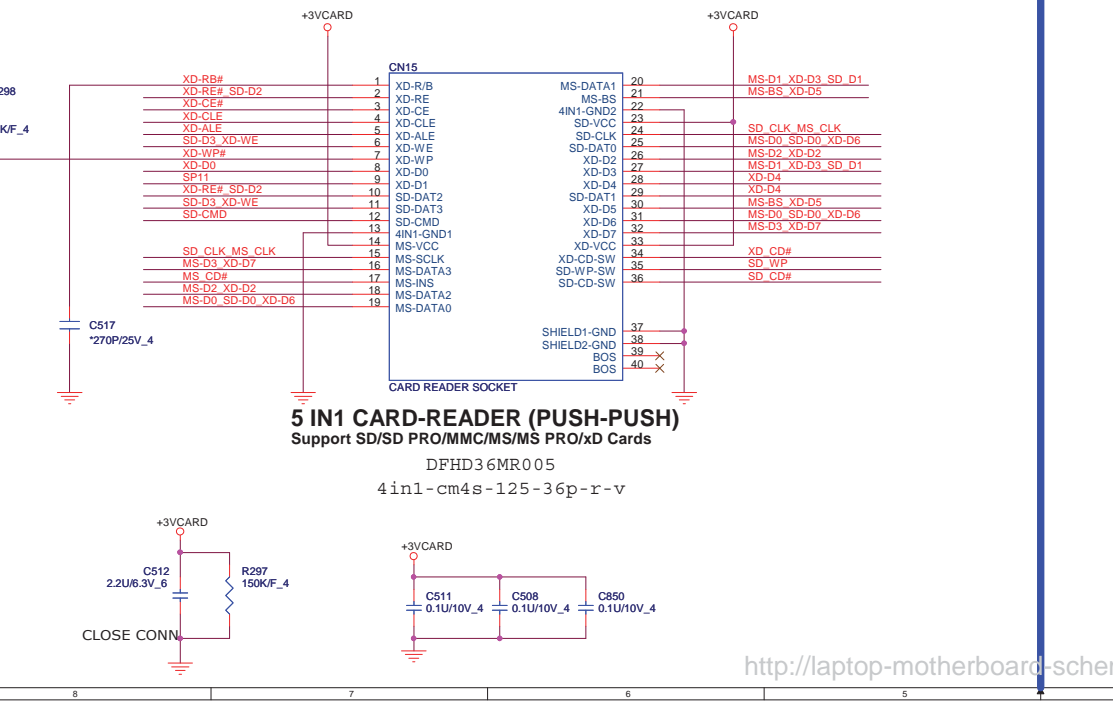 +3VCARD
+3VCARD
298
K/F_4
CN15
XD-RB# 1 XD-R/B
XD-RE#_SD-D2 2 XD-RE
XD-CE# 3 XD-CE
XD-CLE 4 XD-CLE
XD-ALE 5 XD-ALE
SD-D3_XD-WE 6 XD-WE
XD-WP# 7 XD-WP
XD-D0 8 XD-D0
SP11 9 XD-D1
XD-RE#_SD-D2 10 SD-DAT2
SD-D3_XD-WE 11 SD-DAT3
SD-CMD 12 SD-CMD
13 4IN1-GND1
14 MS-VCC
SD_CLK_MS_CLK 15 MS-SCLK
MS-D3_XD-D7 16 MS-DATA3
MS_CD# 17 MS-INS
MS-D2_XD-D2 18 MS-DATA2
MS-D0_SD-D0_XD-D6 19 MS-DATA0
MS-DATA1 20 MS-D1_XD-D3_SD_D1
MS-BS 21 MS-BS_XD-D5
4IN1-GND2 22
SD-VCC 23
SD-CLK 24 SD_CLK_MS_CLK
SD-DAT0 25 MS-D0_SD-D0_XD-D6
XD-D2 26 MS-D2_XD-D2
XD-D3 27 MS-D1_XD-D3_SD_D1
XD-D4 28 XD-D4
SD-DAT1 29 XD-D4
XD-D5 30 MS-BS_XD-D5
XD-D6 31 MS-D0_SD-D0_XD-D6
XD-D7 32 MS-D3_XD-D7
XD-VCC 33
XD-CD-SW 34 XD_CD#
SD-WP-SW 35 SD_WP
SD-CD-SW 36 SD_CD#
SHIELD1-GND 37
SHIELD2-GND 38
BOS 39
BOS 40
C517
*270P/25V_4
CARD READER SOCKET
5 IN1 CARD-READER (PUSH-PUSH)
Support SD/SD PRO/MMC/MS/MS PRO/xD Cards
DFHD36MR005
4in1-cm4s-125-36p-r-v
+3VCARD
C512
2.2U/6.3V_6
R297
150K/F_4
CLOSE CONN
+3VCARD
C511
0.1U/10V_4
C508
0.1U/10V_4
C850
0.1U/10V_4
http://laptop-motherboard-scher
8 7 6 5